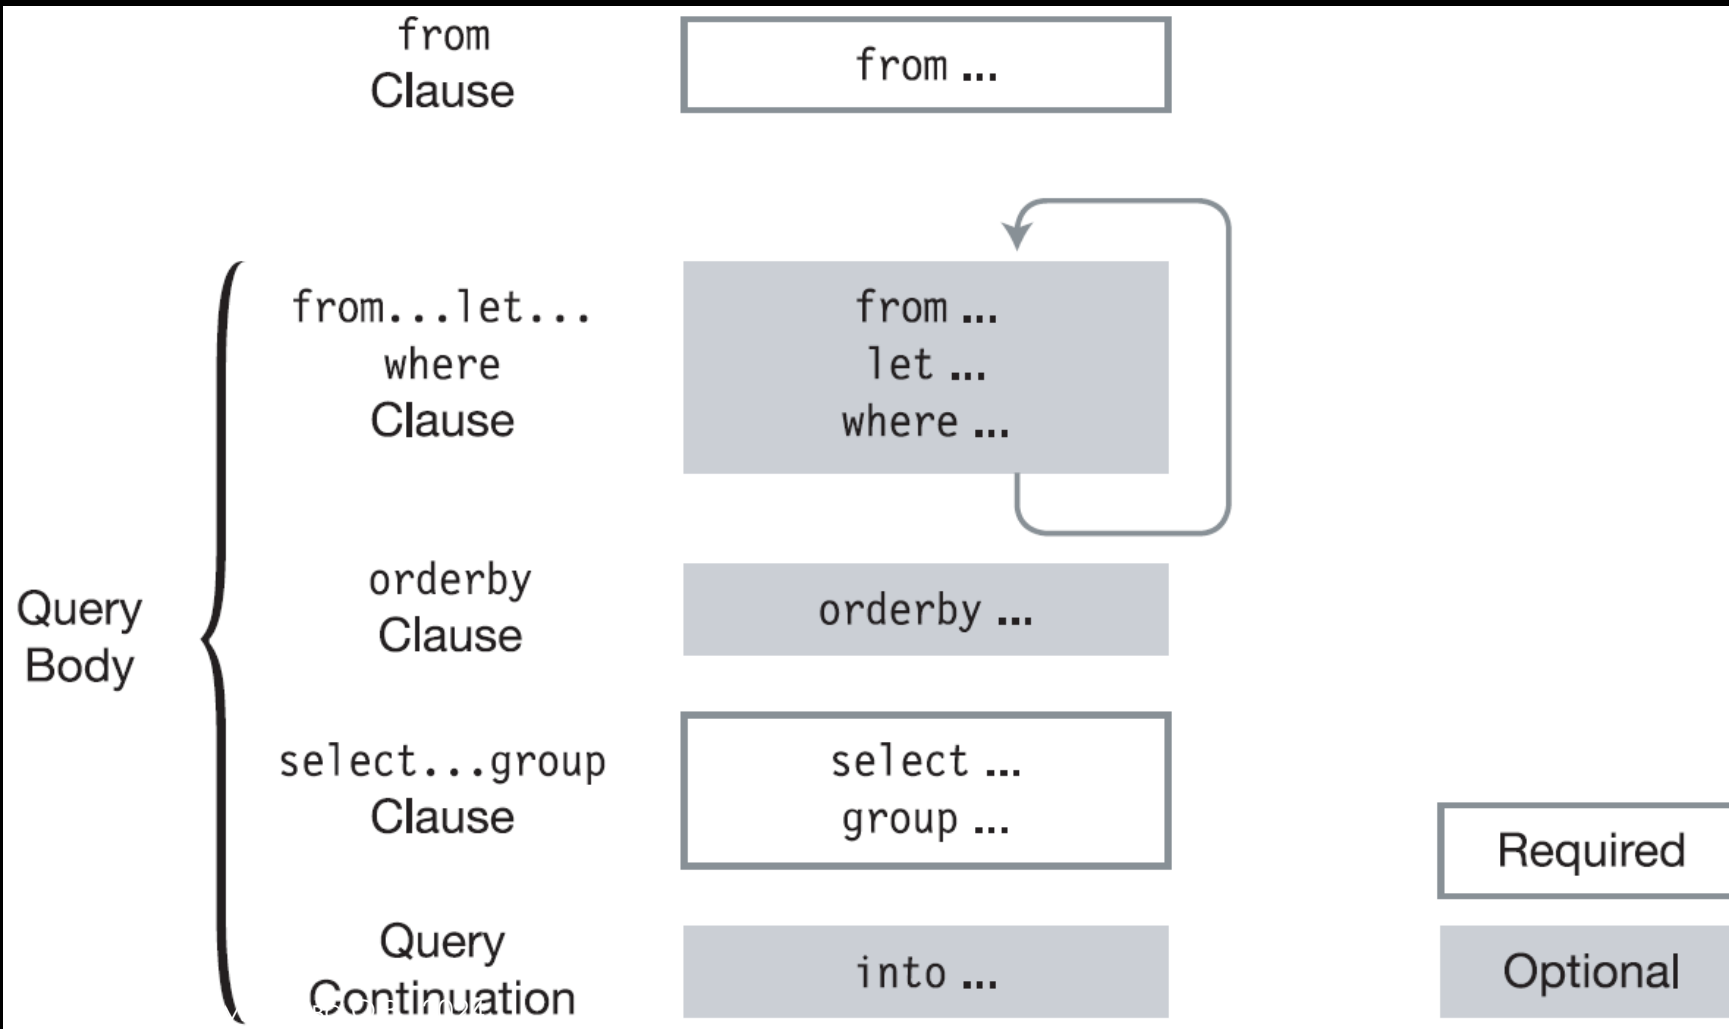 from
Clause
from ...
from...let...
where
Clause
from ...
let ...
where ...
orderby
Clause
orderby ...
Query
Body
select...group
Clause
select ...
group ...
Required
Query
Continuation
into ...
Optional